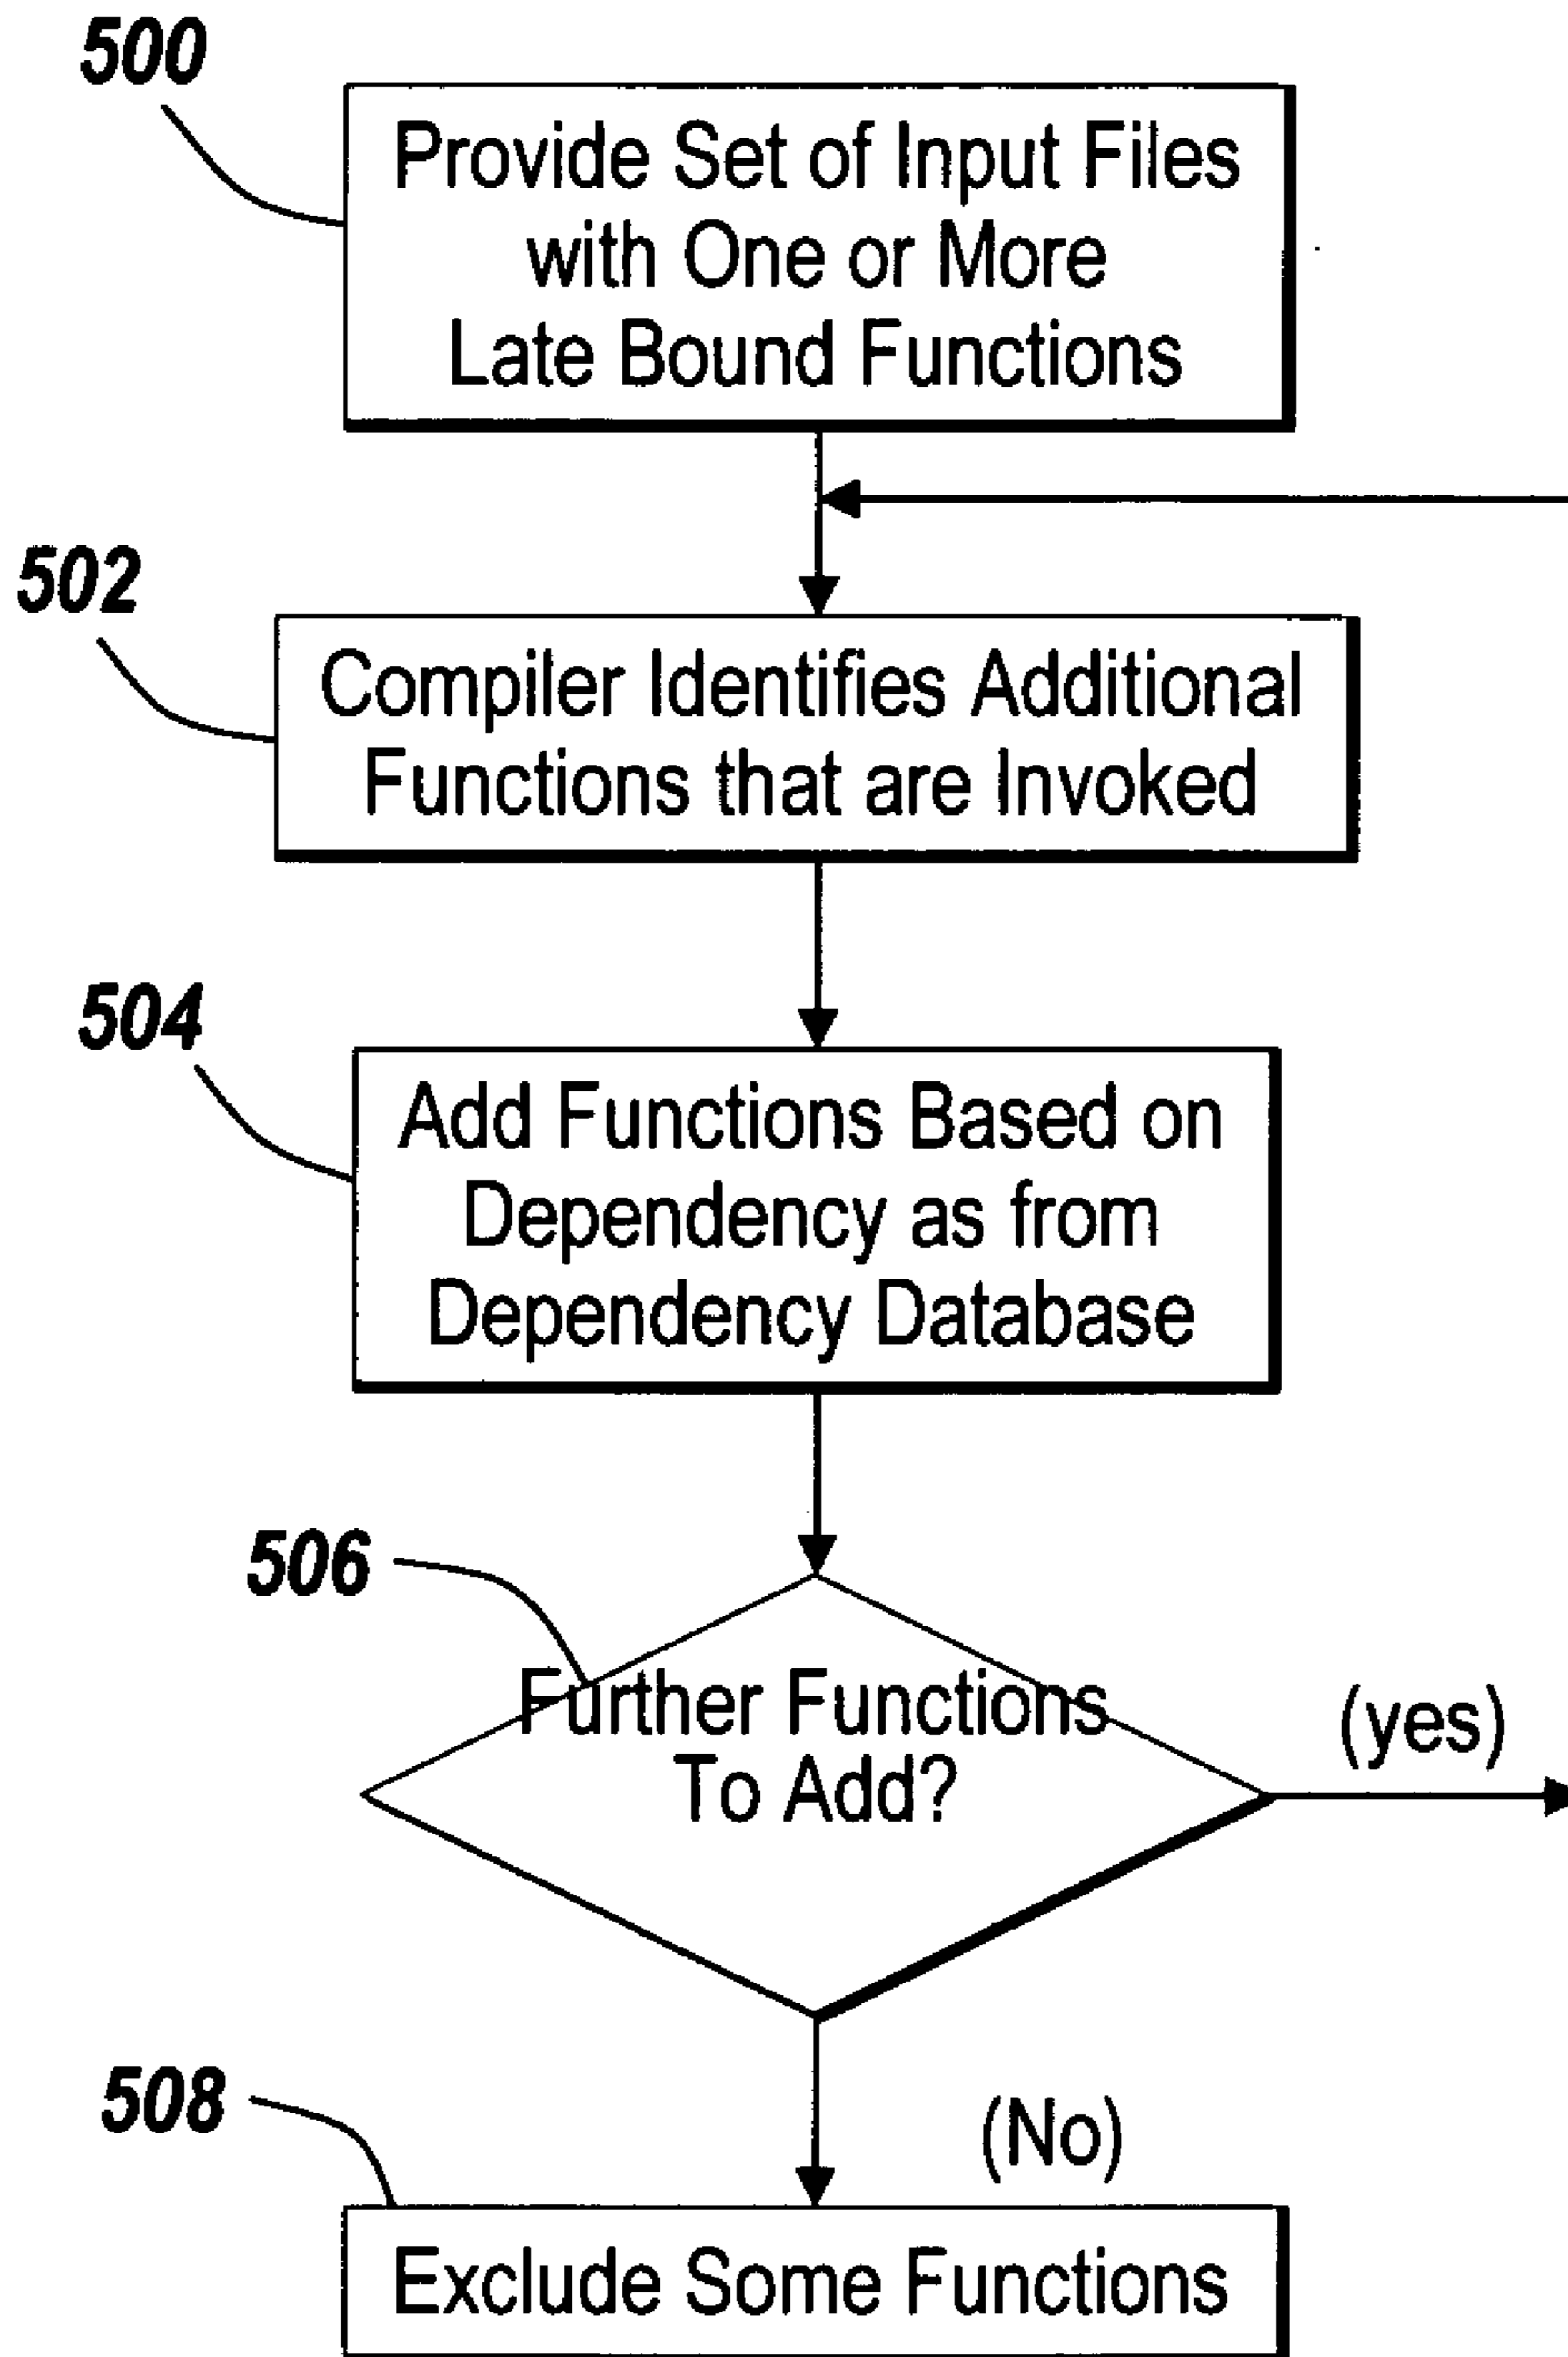 500
Provide Set of Input Files
with One or More
Late Bound Functions
502
Compiler Identifies Additional
Functions that are Invoked
504
Add Functions Based on
Dependency as from
Dependency Database
506
Further Functions
To Add?
(yes)
508
(No)
Exclude Some Functions